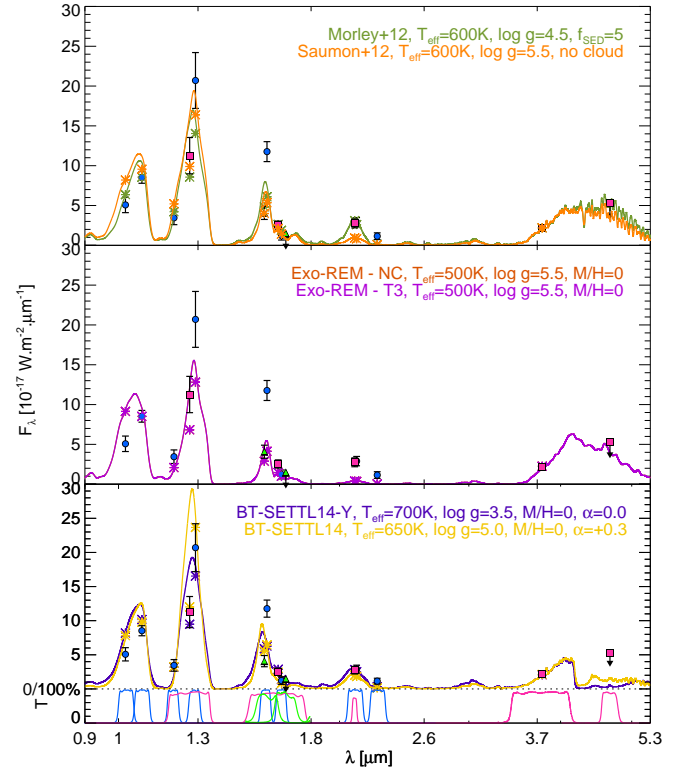 Morley+12, T_eff=600K, log g=4.5, f_SED=5
Saumon+12, T_eff=600K, log g=5.5, no cloud
30
25
20
15
10
5
0
Exo-REM - NC, T_eff=500K, log g=5.5, M/H=0
Exo-REM - T3, T_eff=500K, log g=5.5, M/H=0
30
25
20
15
10
5
0
F_λ [10^-17 W.m^-2.μm^-1]
BT-SETTL14-Y, T_eff=700K, log g=3.5, M/H=0, α=0.0
BT-SETTL14, T_eff=650K, log g=5.0, M/H=0, α=+0.3
30
25
20
15
10
5
0/100%
T
0
0.9 1 1.3 1.8 2.6 3.7 5.3
λ [μm]